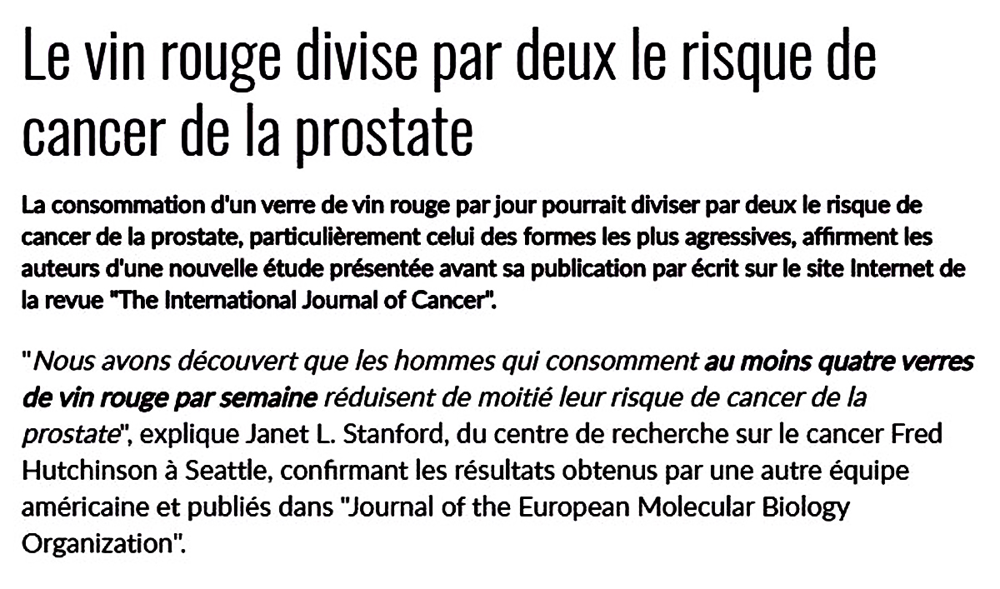 Le vin rouge divise par deux le risque de
cancer de la prostate
La consommation d'un verre de vin rouge par jour pourrait diviser par deux le risque de
cancer de la prostate, particulièrement celui des formes les plus agressives, affirment les
auteurs d'une nouvelle étude présentée avant sa publication par écrit sur le site Internet de
la revue "The International Journal of Cancer".
"Nous avons découvert que les hommes qui consomment au moins quatre verres
de vin rouge par semaine réduisent de moitié leur risque de cancer de la
prostate", explique Janet L. Stanford, du centre de recherche sur le cancer Fred
Hutchinson à Seattle, confirmant les résultats obtenus par une autre équipe
américaine et publiés dans "Journal of the European Molecular Biology
Organization".